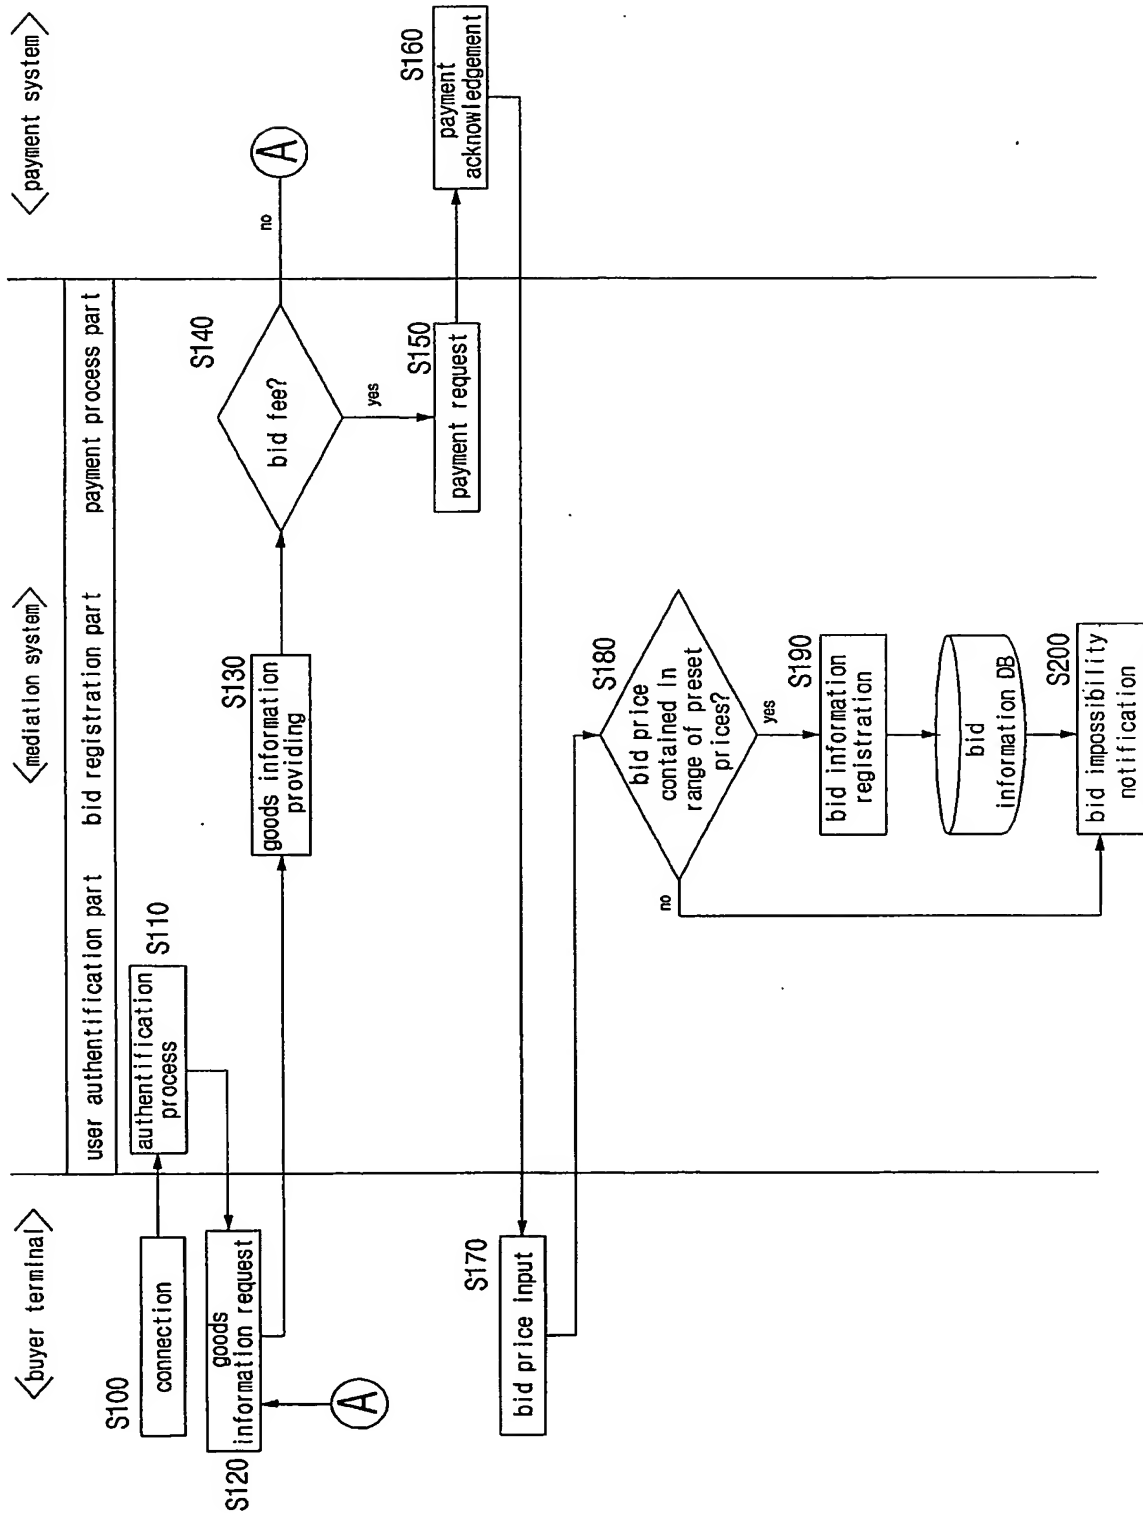 <buyer terminal>
<mediation system>
<payment system>
user authentification part
bid registration part
payment process part
S100
connection
authentification
process
S110
S120
goods
information request
A
S130
goods information
providing
S140
bid fee?
no
A
yes
S150
payment request
S160
payment
acknowledgement
S170
bid price input
S180
bid price
contained in
range of preset
prices?
no
yes
S190
bid information
registration
bid
information DB
S200
bid impossibility
notification